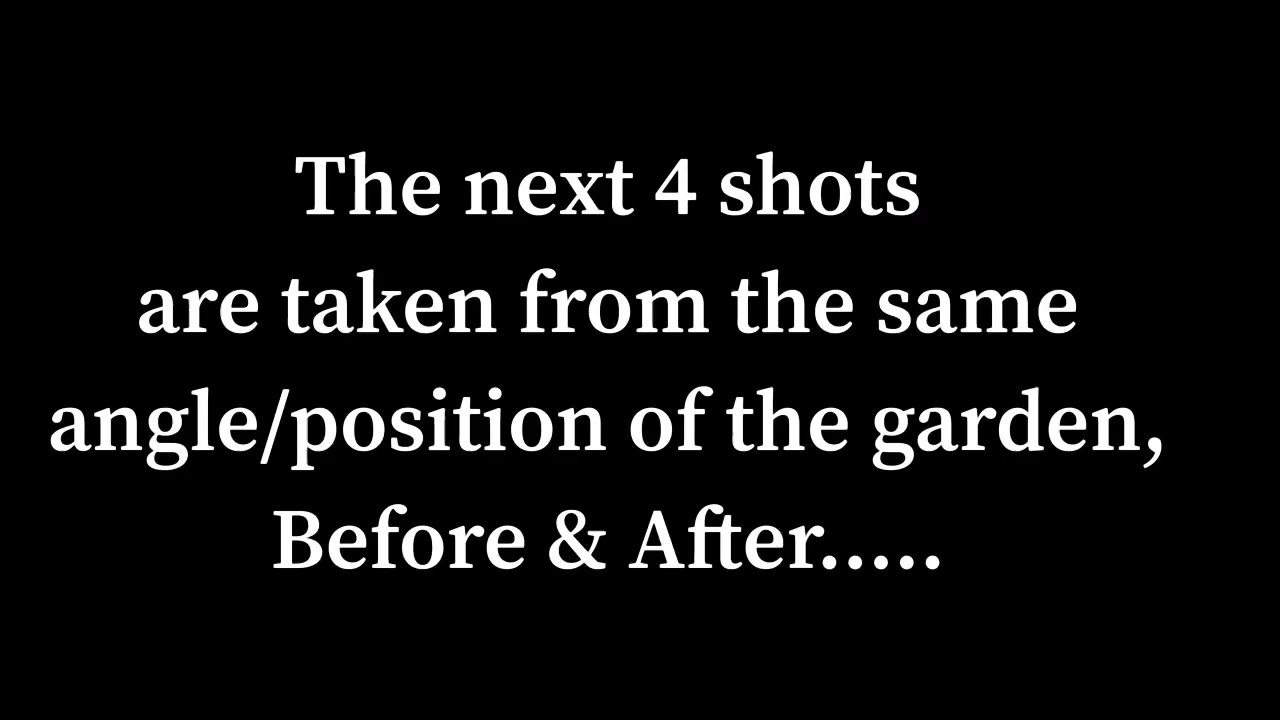 The next 4 shots
are taken from the same
angle/position of the garden,
Before & After.....